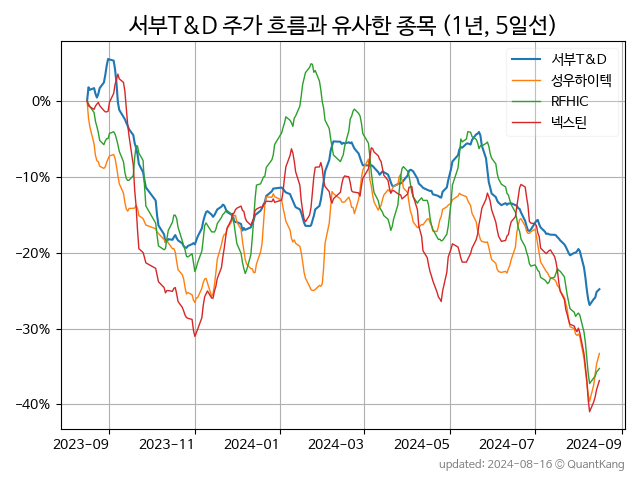 서부T&D 주가 흐름과 유사한 종목 (1년, 5일선)
서부T&D
성우하이텍
RFHIC
넥스틴
0%
−10%
−20%
−30%
−40%
2023-09 2023-11 2024-01 2024-03 2024-05 2024-07 2024-09
updated: 2024-08-16 © QuantKang